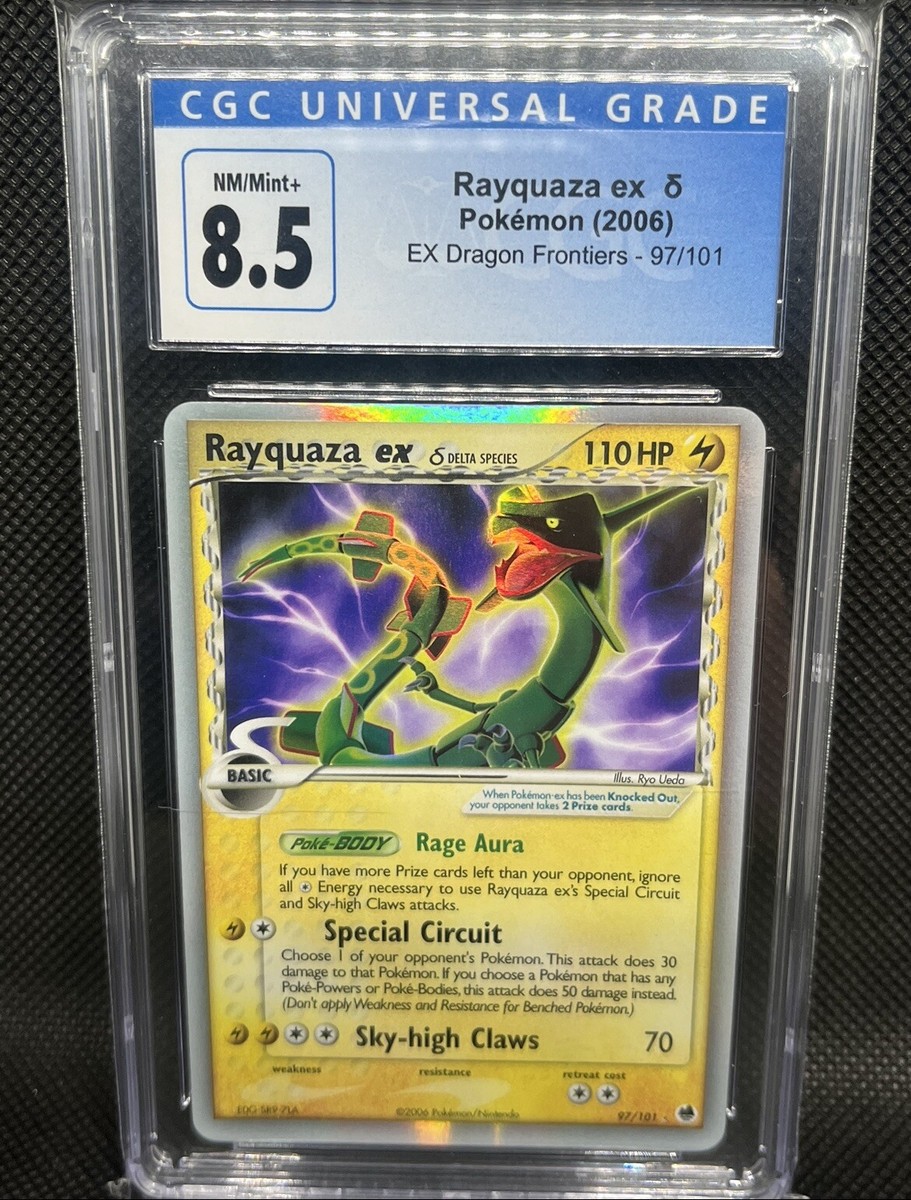 CGC UNIVERSAL GRADE
NM/Mint+
8.5
Rayquaza ex δ
Pokémon (2006)
EX Dragon Frontiers - 97/101
Rayquaza ex δ DELTA SPECIES 110 HP
BASIC
Illus. Ryo Ueda
When Pokémon-ex has been Knocked Out,
your opponent takes 2 Prize cards.
Poké-BODY Rage Aura
If you have more Prize cards left than your opponent, ignore
all Energy necessary to use Rayquaza ex's Special Circuit
and Sky-high Claws attacks.
Special Circuit
Choose 1 of your opponent's Pokémon. This attack does 30
damage to that Pokémon. If you choose a Pokémon that has any
Poké-Powers or Poké-Bodies, this attack does 50 damage instead.
(Don't apply Weakness and Resistance for Benched Pokémon.)
Sky-high Claws 70
weakness resistance retreat cost
©2006 Pokémon/Nintendo 97/101